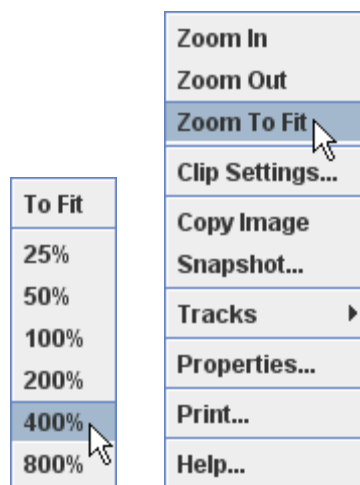 To Fit
25%
50%
100%
200%
400%
800%
Zoom In
Zoom Out
Zoom To Fit
Clip Settings...
Copy Image
Snapshot...
Tracks
Properties...
Print...
Help...